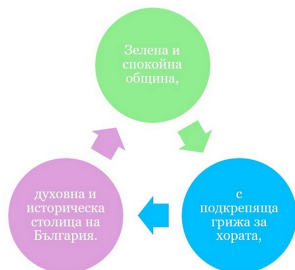 Зелена и
спокойна
община,
с
подкрепяща
грижа за
хората,
духовна и
историческа
столица на
България.